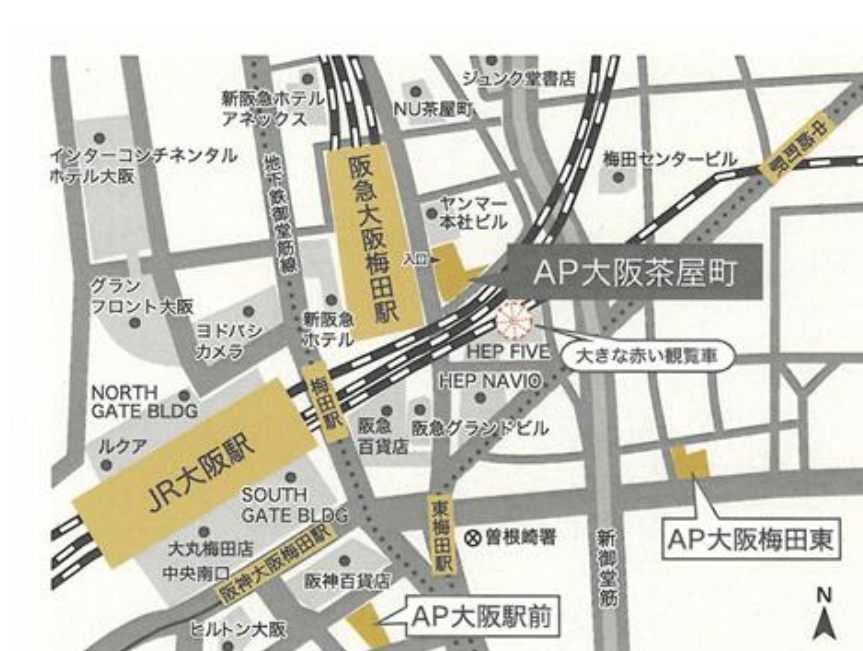 ジュンク堂書店
新阪急ホテル
アネックス
NU茶屋町
中崎町駅
インターコンチネンタル
ホテル大阪
地下鉄御堂筋線
阪急大阪梅田駅
梅田センタービル
ヤンマー
本社ビル
入口
AP大阪茶屋町
グラン
フロント大阪
ヨドバシ
カメラ
新阪急
ホテル
HEP FIVE
大きな赤い観覧車
HEP NAVIO
NORTH
GATE BLDG
梅田駅
阪急
百貨店
阪急グランドビル
ルクア
JR大阪駅
SOUTH
GATE BLDG
東梅田駅
曽根崎署
新御堂筋
AP大阪梅田東
大丸梅田店
中央南口
阪神大阪梅田駅
阪神百貨店
AP大阪駅前
ヒルトン大阪
N